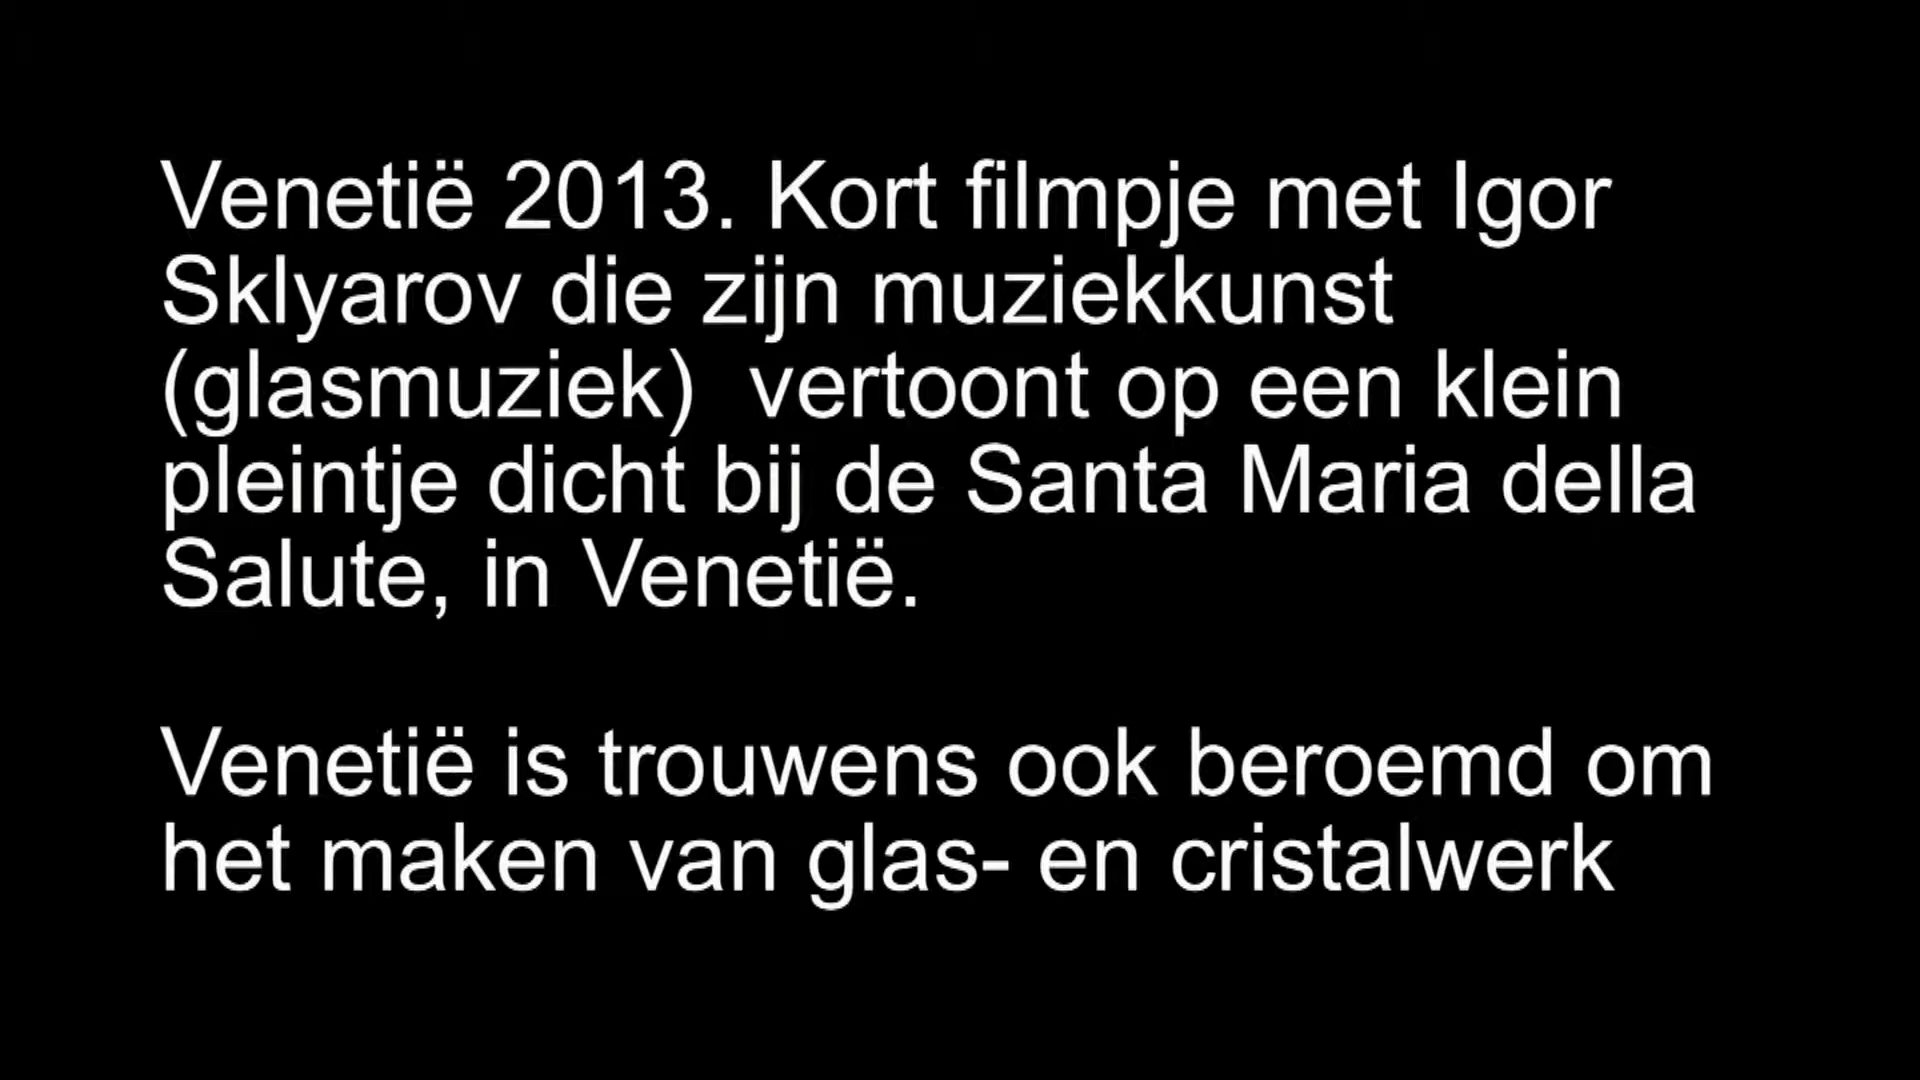 Venetië 2013. Kort filmpje met Igor
Sklyarov die zijn muziekkunst
(glasmuziek)  vertoont op een klein
pleintje dicht bij de Santa Maria della
Salute, in Venetië.
Venetië is trouwens ook beroemd om
het maken van glas- en cristalwerk